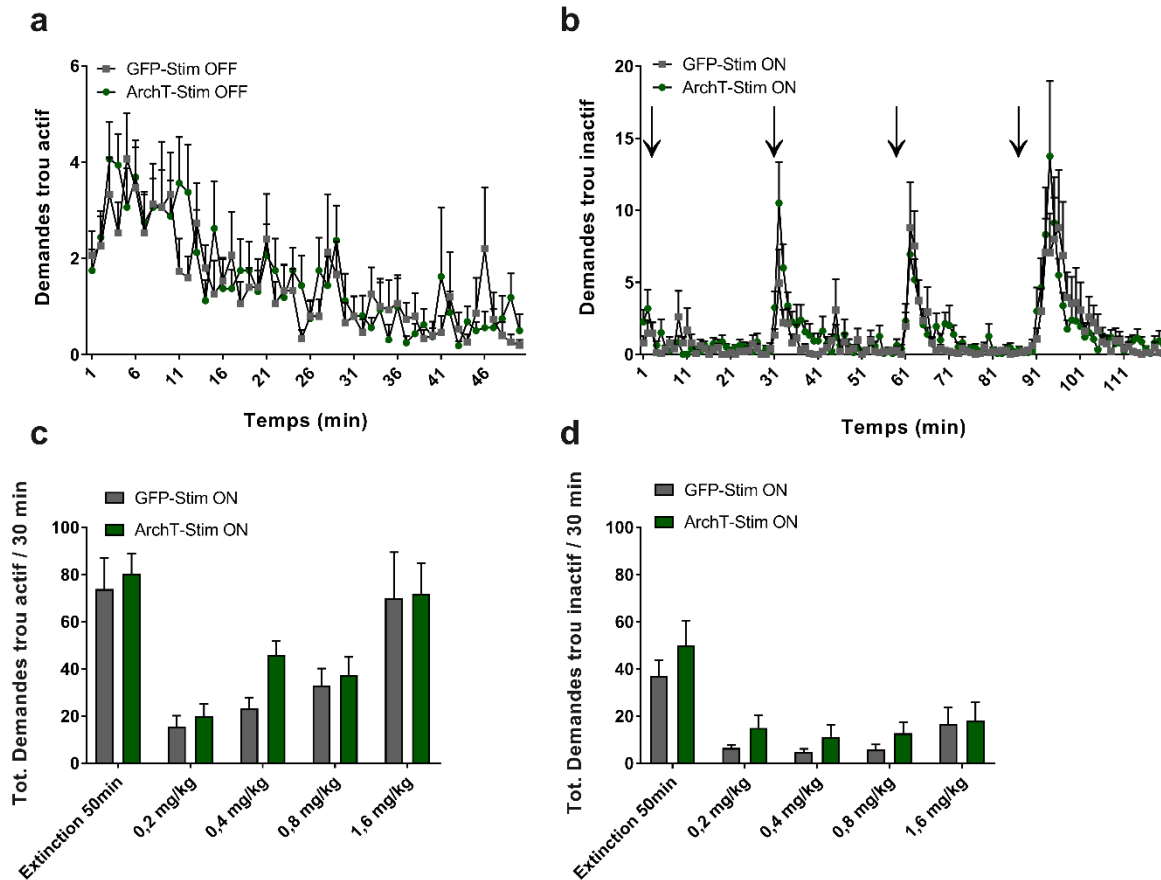 a
GFP-Stim OFF
ArchT-Stim OFF
Demandes trou actif
6
4
2
0
1
6
11
16
21
26
31
36
41
46
Temps (min)
b
GFP-Stim ON
ArchT-Stim ON
Demandes trou inactif
20
15
10
5
0
1
11
21
31
41
51
61
71
81
91
101
111
Temps (min)
c
GFP-Stim ON
ArchT-Stim ON
Tot. Demandes trou actif / 30 min
100
80
60
40
20
0
Extinction 50min
0,2 mg/kg
0,4 mg/kg
0,8 mg/kg
1,6 mg/kg
d
GFP-Stim ON
ArchT-Stim ON
Tot. Demandes trou inactif / 30 min
100
80
60
40
20
0
Extinction 50min
0,2 mg/kg
0,4 mg/kg
0,8 mg/kg
1,6 mg/kg